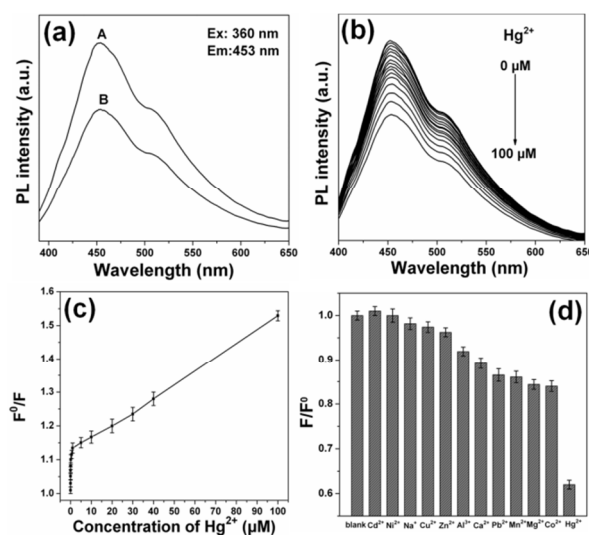 (a)
A
B
Ex: 360 nm
Em:453 nm
PL intensity (a.u.)
400 450 500 550 600 650
Wavelength (nm)
(b)
Hg²⁺
0 µM
100 µM
PL intensity (a.u.)
400 450 500 550 600 650
Wavelength (nm)
(c)
F⁰/F
1.6
1.5
1.4
1.3
1.2
1.1
1.0
0 10 20 30 40 50 60 70 80 90 100
Concentration of Hg²⁺ (µM)
(d)
F/F⁰
1.0
0.9
0.8
0.7
0.6
blank Cd²⁺ Ni²⁺ Na⁺ Cu²⁺ Zn²⁺ Al³⁺ Ca²⁺ Pb²⁺ Mn²⁺ Mg²⁺ Co²⁺ Hg²⁺